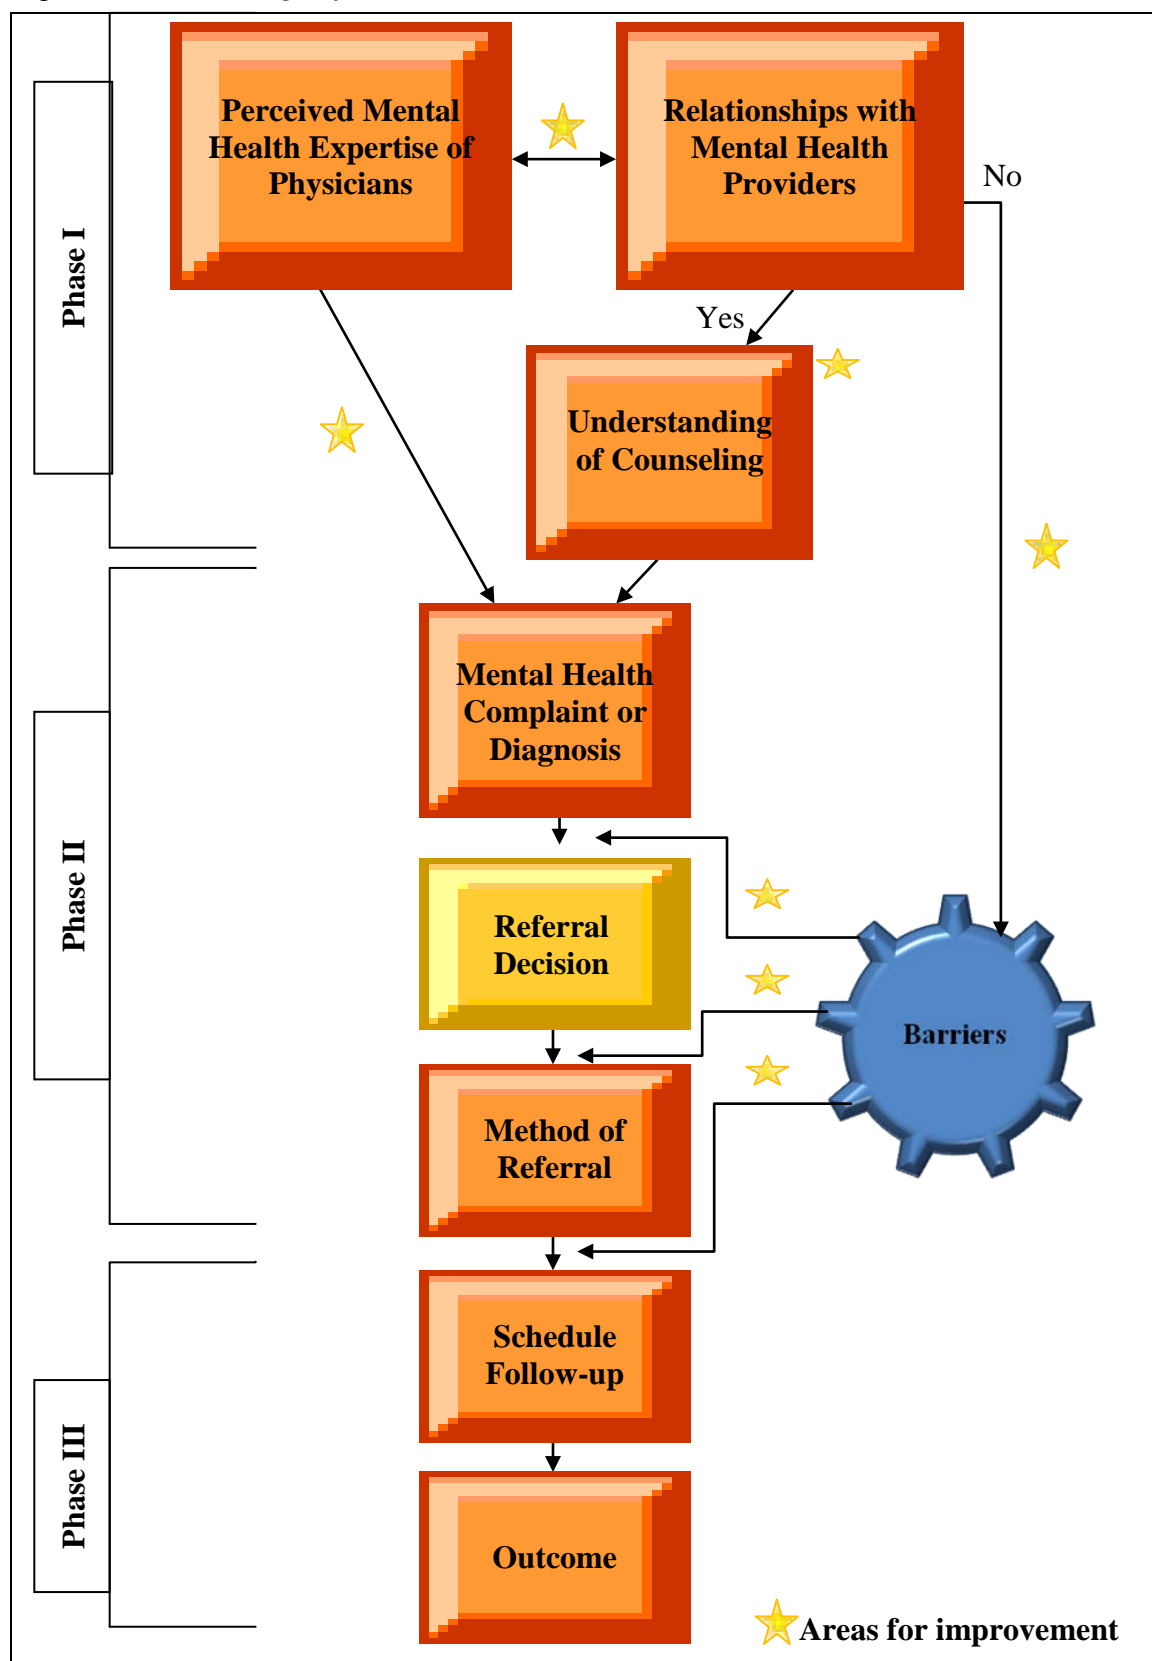 Phase I
Perceived Mental
Health Expertise of
Physicians
Relationships with
Mental Health
Providers
No
Yes
Understanding
of Counseling
Phase II
Mental Health
Complaint or
Diagnosis
Referral
Decision
Barriers
Method of
Referral
Phase III
Schedule
Follow-up
Outcome
Areas for improvement